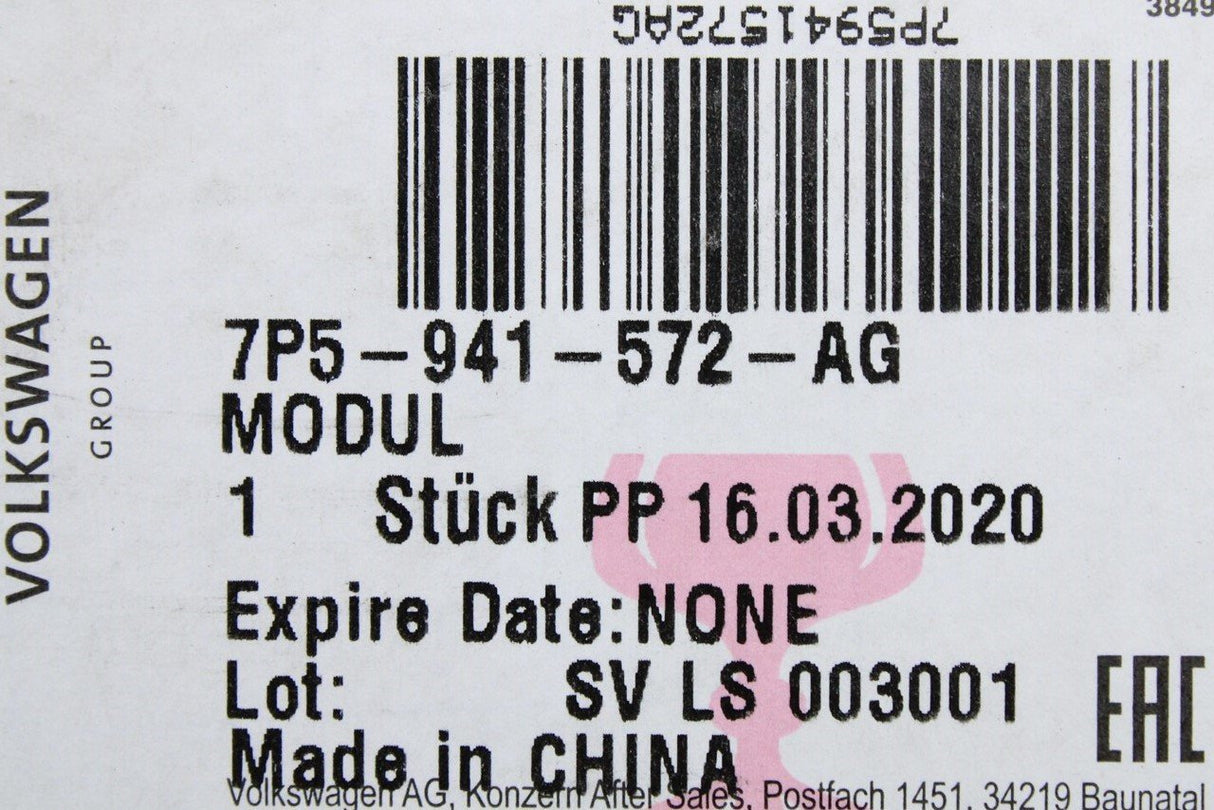 3849
7P5941572AG
7P5-941-572-AG
MODUL
1 Stück PP 16.03.2020
Expire Date:NONE
Lot: SV LS 003001
Made in CHINA
Volkswagen AG, Konzern After Sales, Postfach 1451, 34219 Baunatal
VOLKSWAGEN
GROUP
EAC